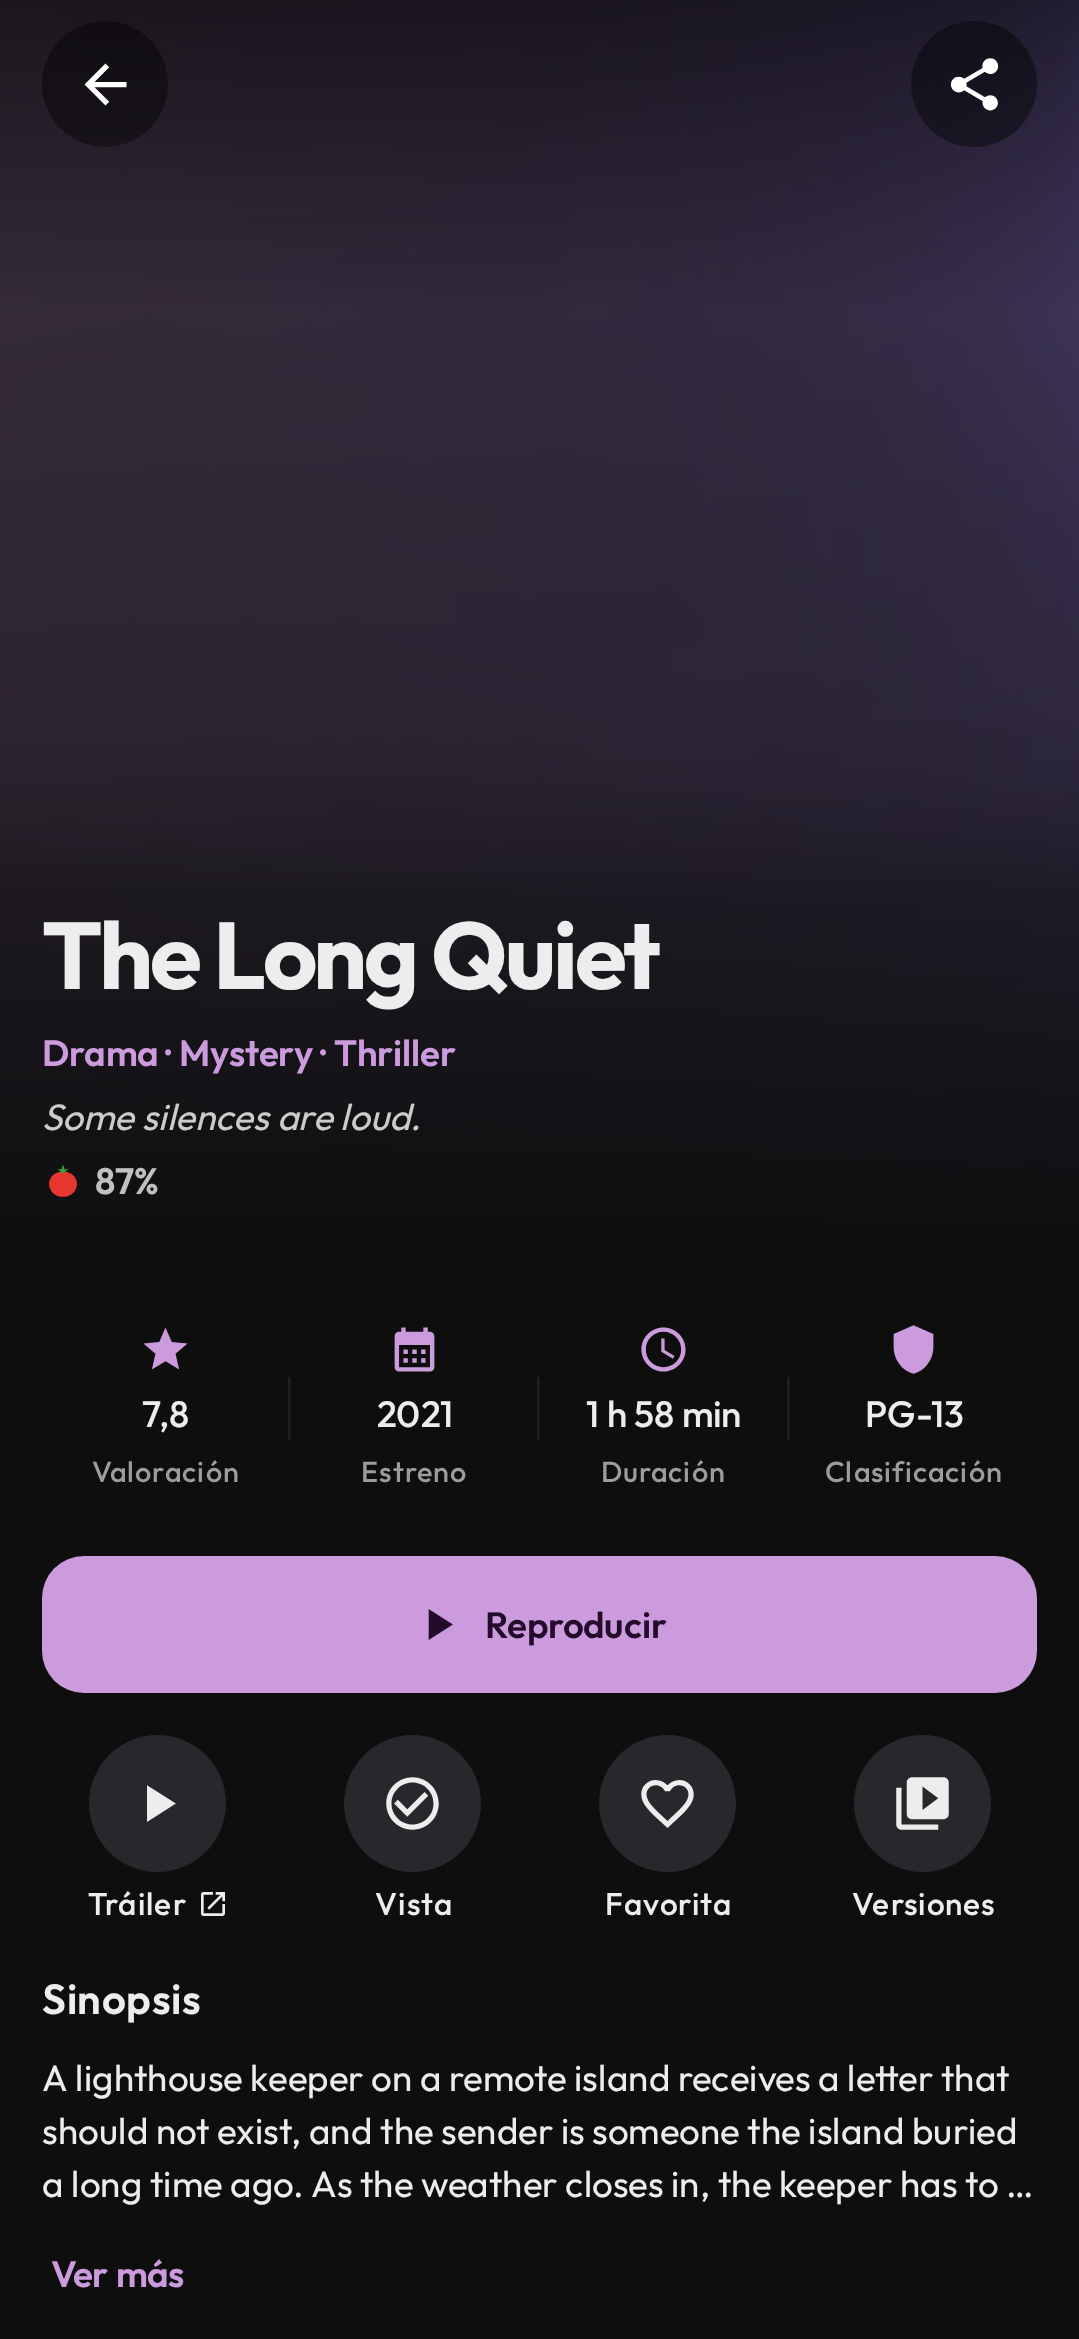 The Long Quiet
Drama · Mystery · Thriller
Some silences are loud.
87%
7,8
Valoración
2021
Estreno
1 h 58 min
Duración
PG-13
Clasificación
Reproducir
Tráiler
Vista
Favorita
Versiones
Sinopsis
A lighthouse keeper on a remote island receives a letter that
should not exist, and the sender is someone the island buried
a long time ago. As the weather closes in, the keeper has to ...
Ver más